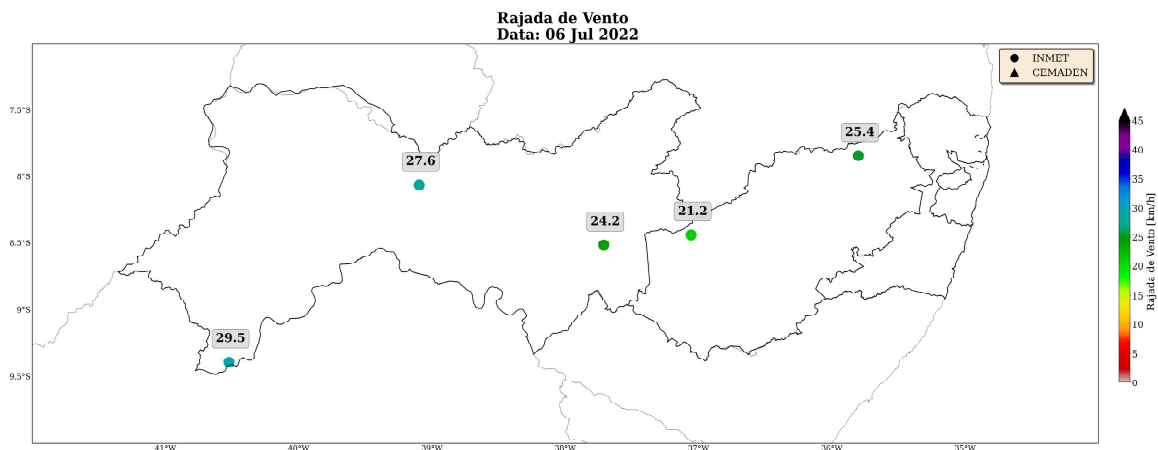 Rajada de Vento
Data: 06 Jul 2022
INMET
CEMADEN
7.5°S
8°S
8.5°S
9°S
9.5°S
27.6
25.4
24.2
21.2
29.5
41°W
40°W
39°W
38°W
37°W
36°W
35°W
45
40
35
30
25
20
15
10
5
0
Rajada de Vento [km/h]